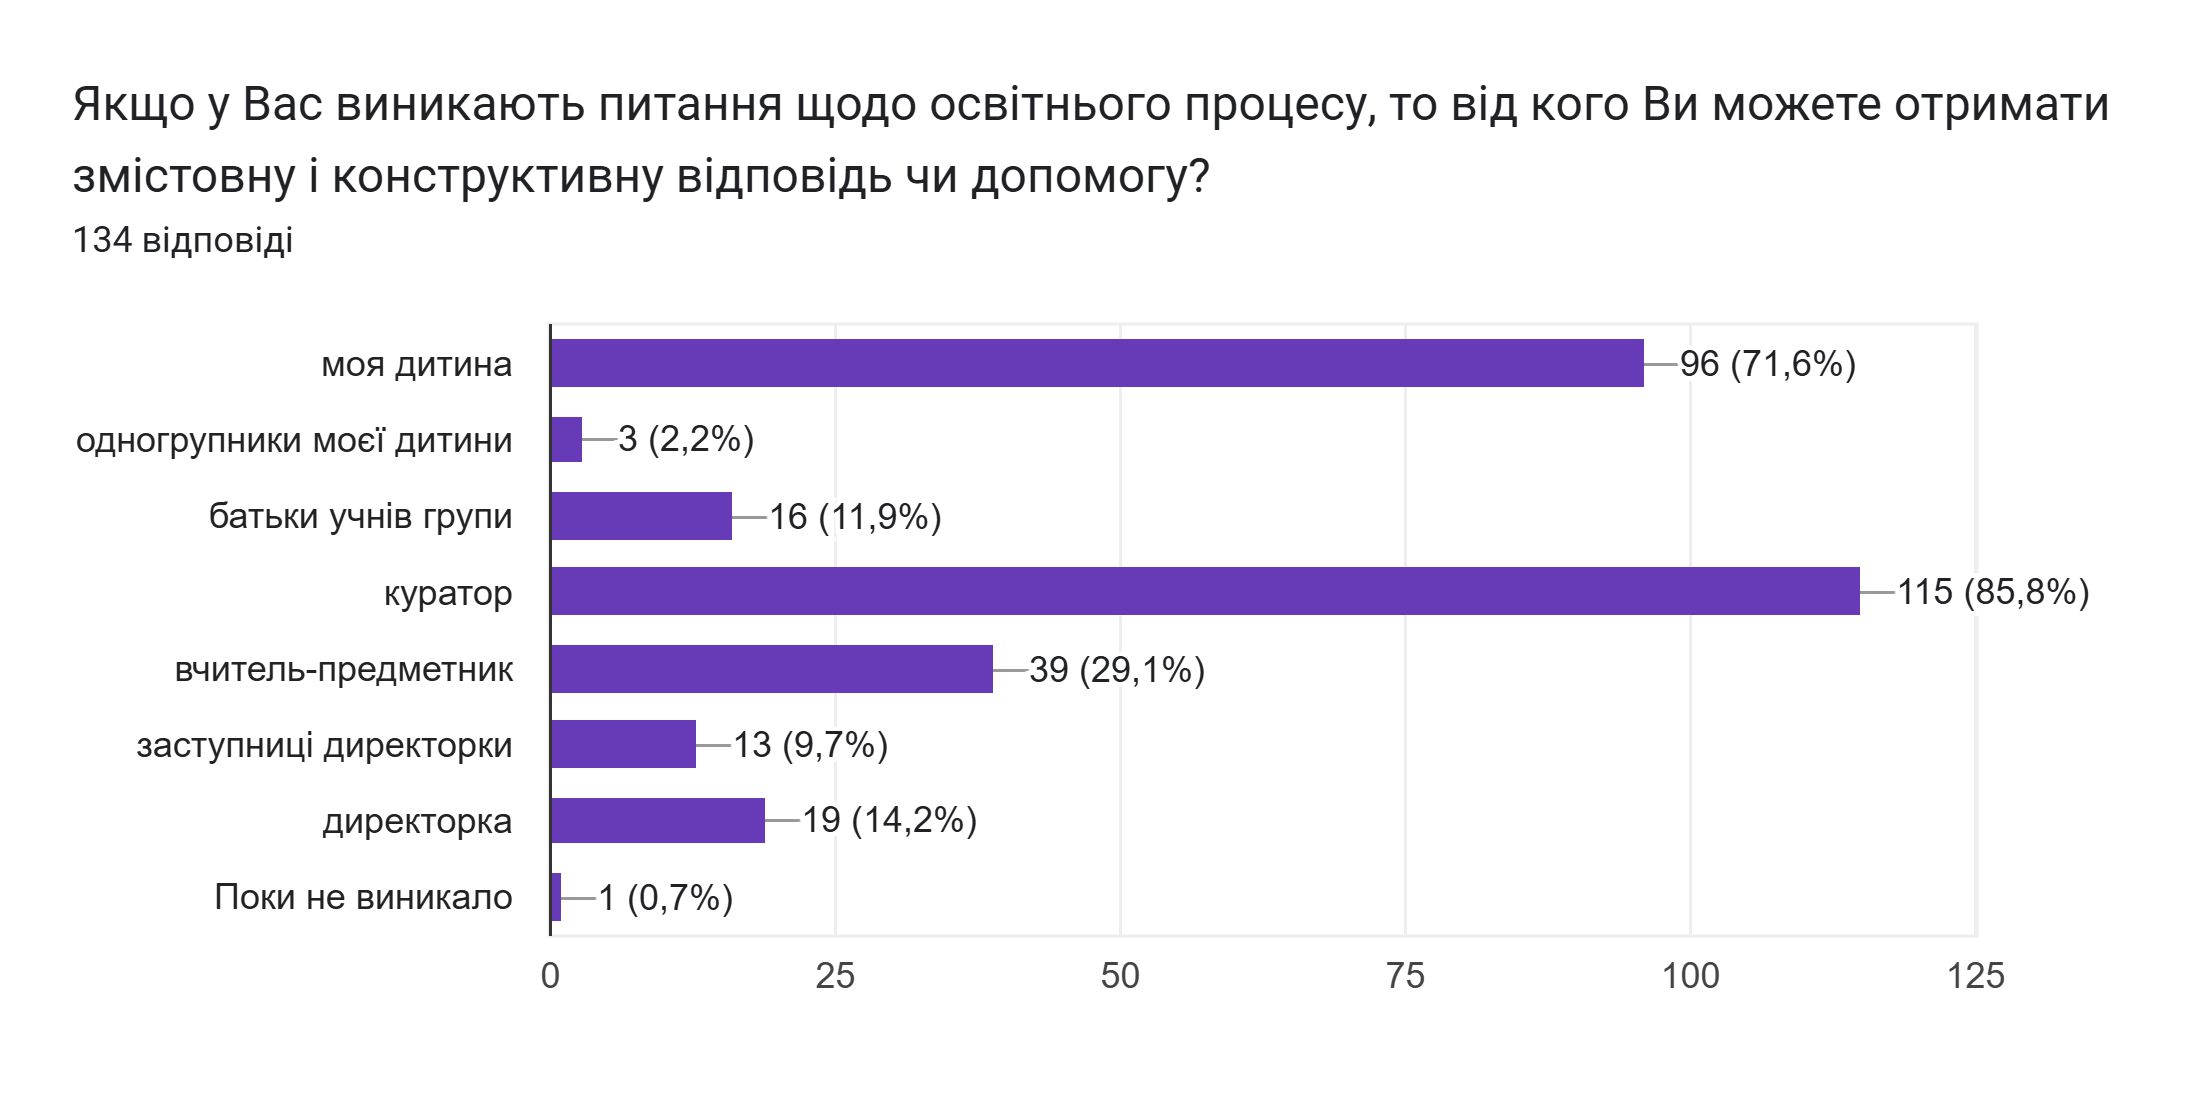 Якщо у Вас виникають питання щодо освітнього процесу, то від кого Ви можете отримати
змістовну і конструктивну відповідь чи допомогу?
134 відповіді
моя дитина 96 (71,6%)
одногрупники моєї дитини 3 (2,2%)
батьки учнів групи 16 (11,9%)
куратор 115 (85,8%)
вчитель-предметник 39 (29,1%)
заступниці директорки 13 (9,7%)
директорка 19 (14,2%)
Поки не виникало 1 (0,7%)
0 25 50 75 100 125